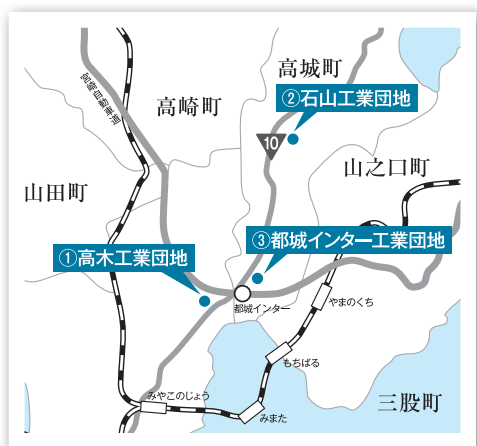 高城町
②石山工業団地
宮崎自動車道
高崎町
10
山之口町
山田町
③都城インター工業団地
①高木工業団地
都城インター
やまのくち
もちばる
みやこのじょう
みまた
三股町